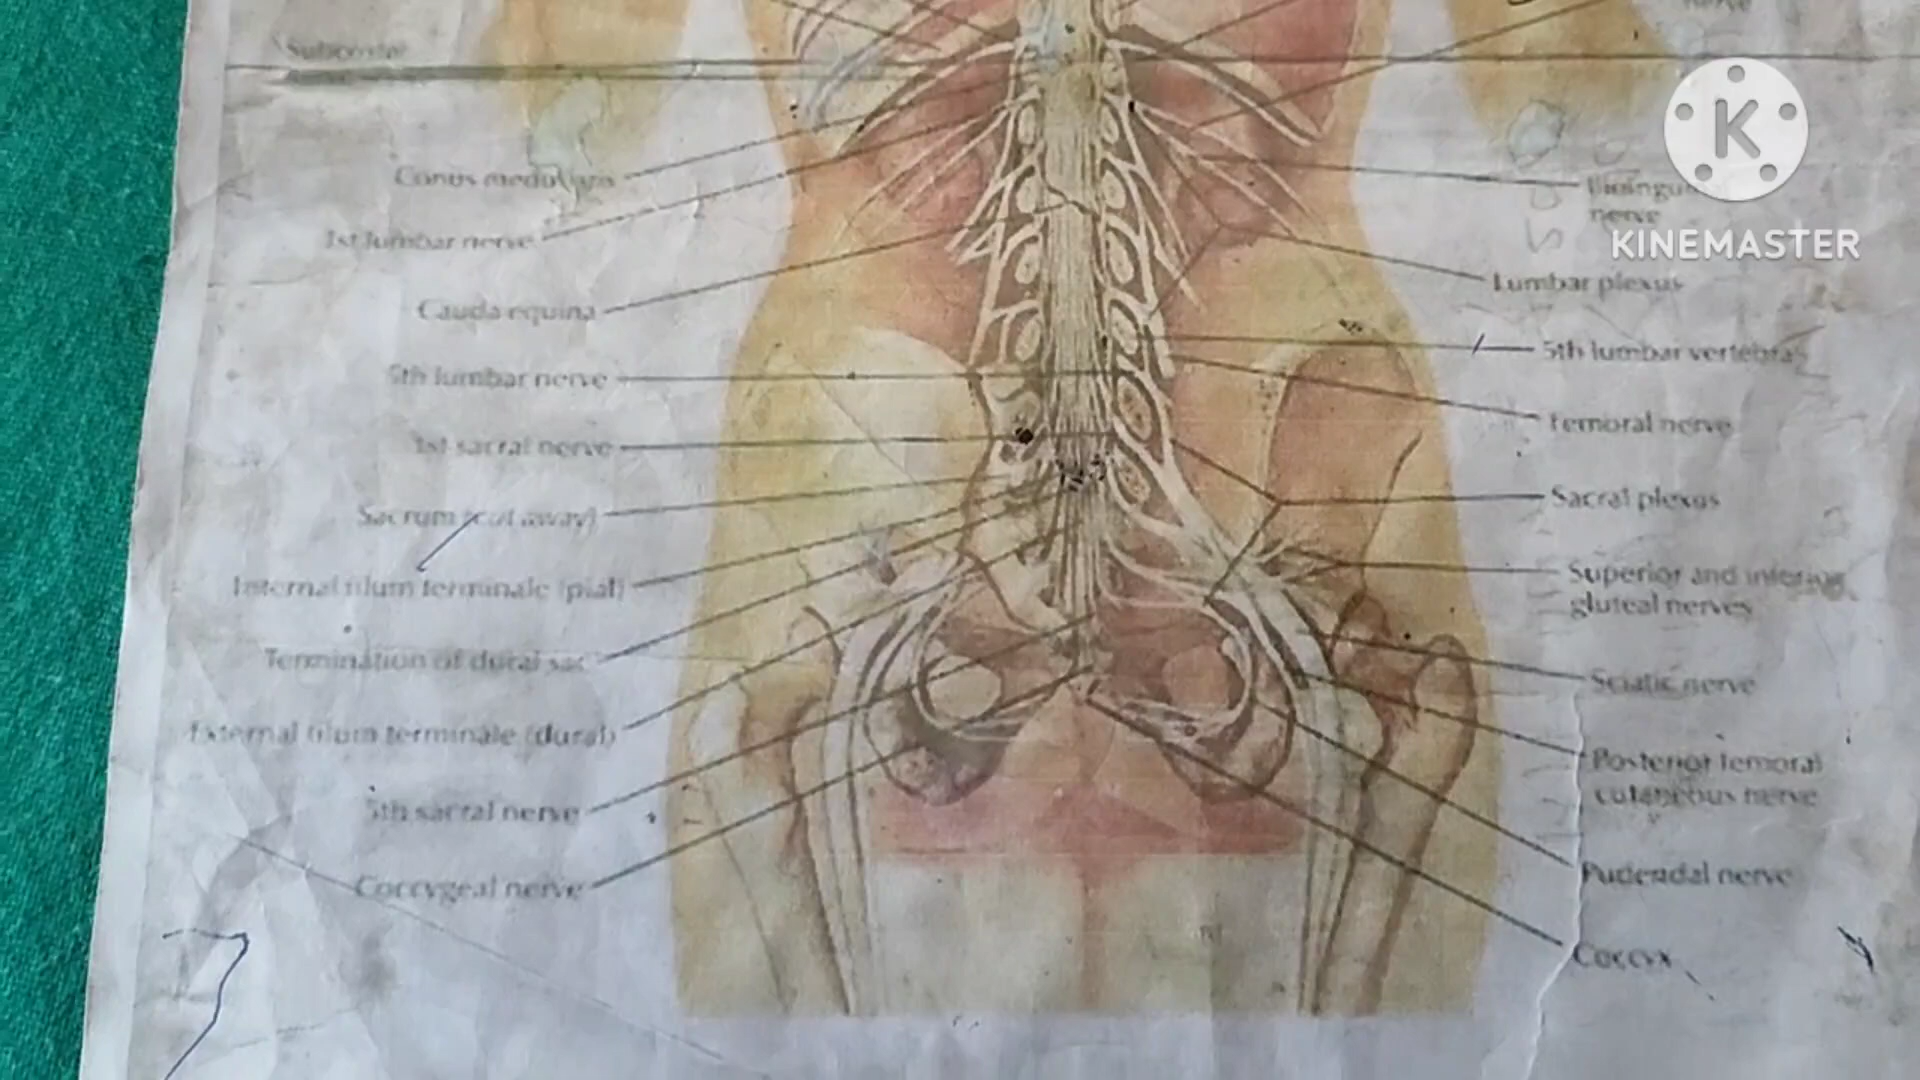 nerve
Subcostal
Conus medullaris
1st lumbar nerve
Cauda equina
5th lumbar nerve
1st sacral nerve
Sacrum (cut away)
Internal filum terminale (pial)
Termination of dural sac
External filum terminale (dural)
5th sacral nerve
Coccygeal nerve
K
KINEMASTER
nerve
Lumbar plexus
5th lumbar vertebra
Femoral nerve
Sacral plexus
Superior and inferior
gluteal nerves
Sciatic nerve
Posterior femoral
cutaneous nerve
Pudendal nerve
Coccyx